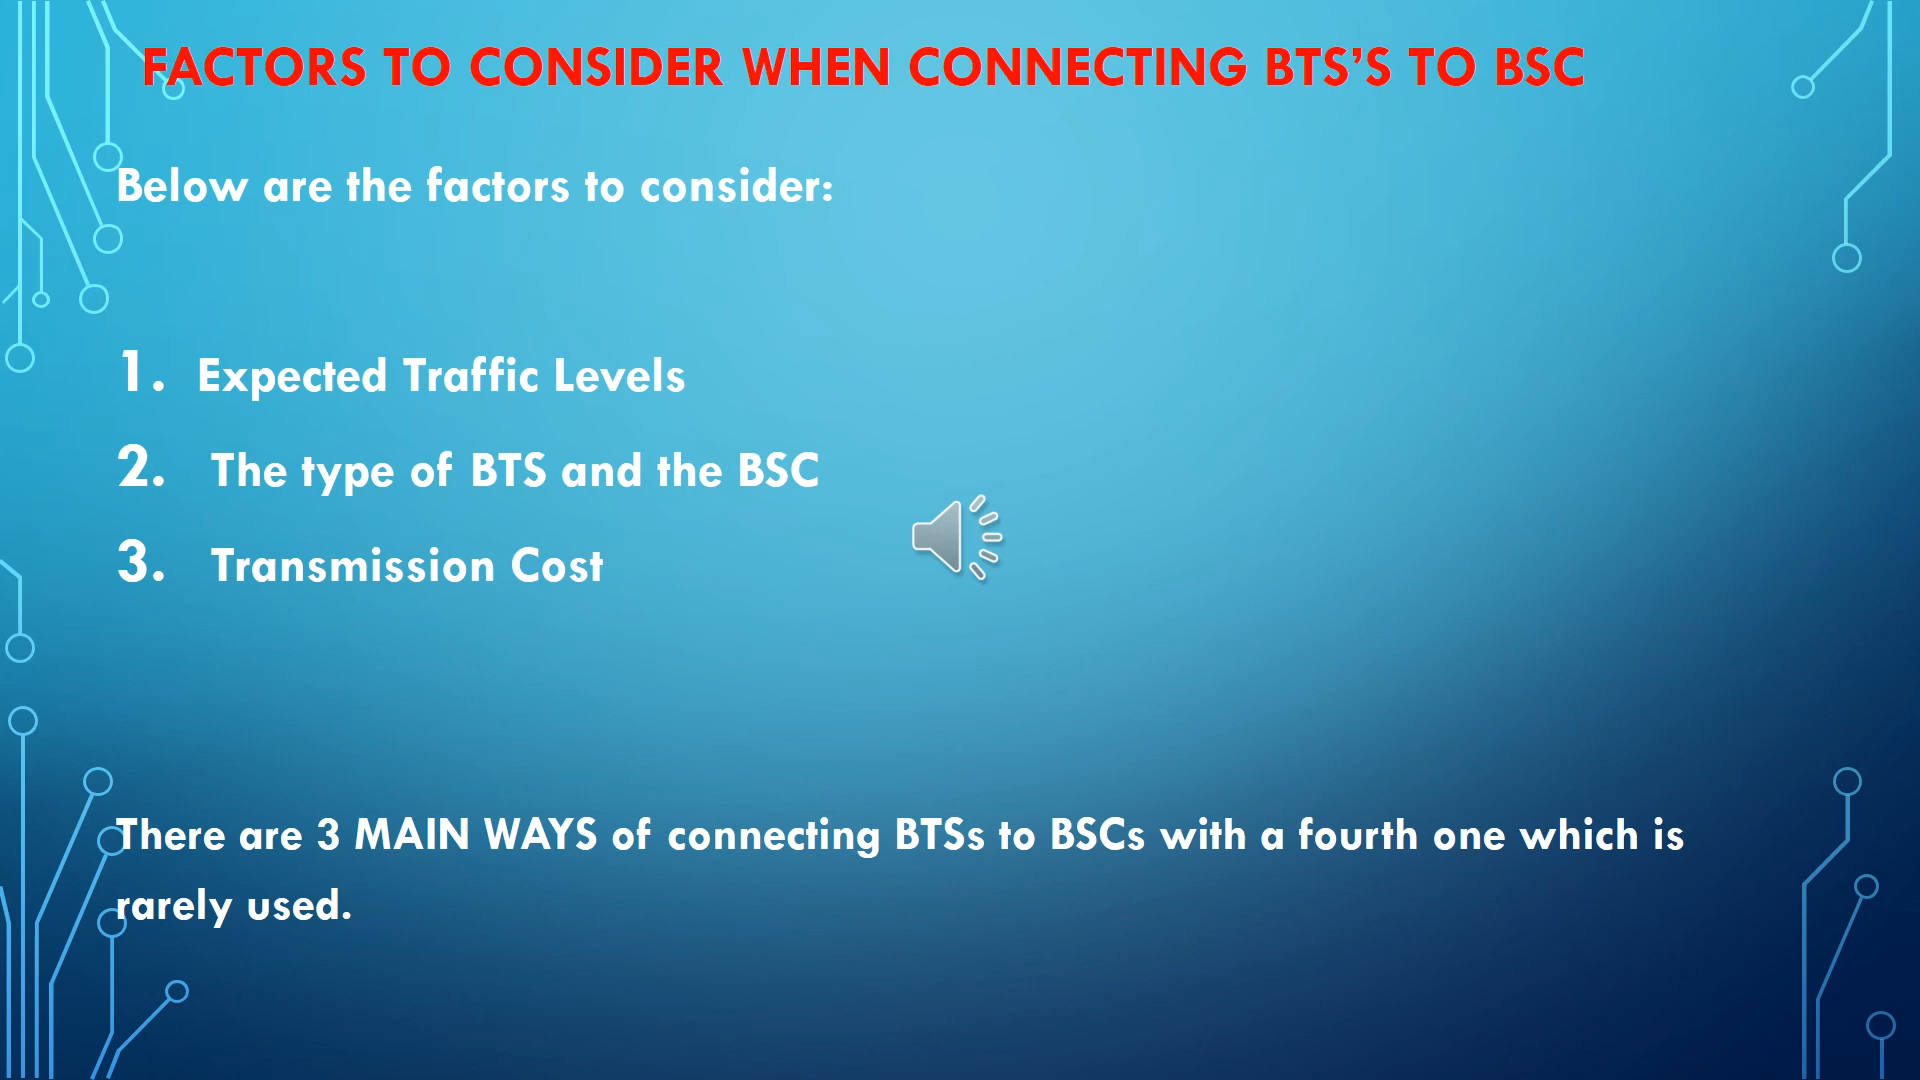 FACTORS TO CONSIDER WHEN CONNECTING BTS’S TO BSC
Below are the factors to consider:
1. Expected Traffic Levels
2. The type of BTS and the BSC
3. Transmission Cost
There are 3 MAIN WAYS of connecting BTSs to BSCs with a fourth one which is
rarely used.